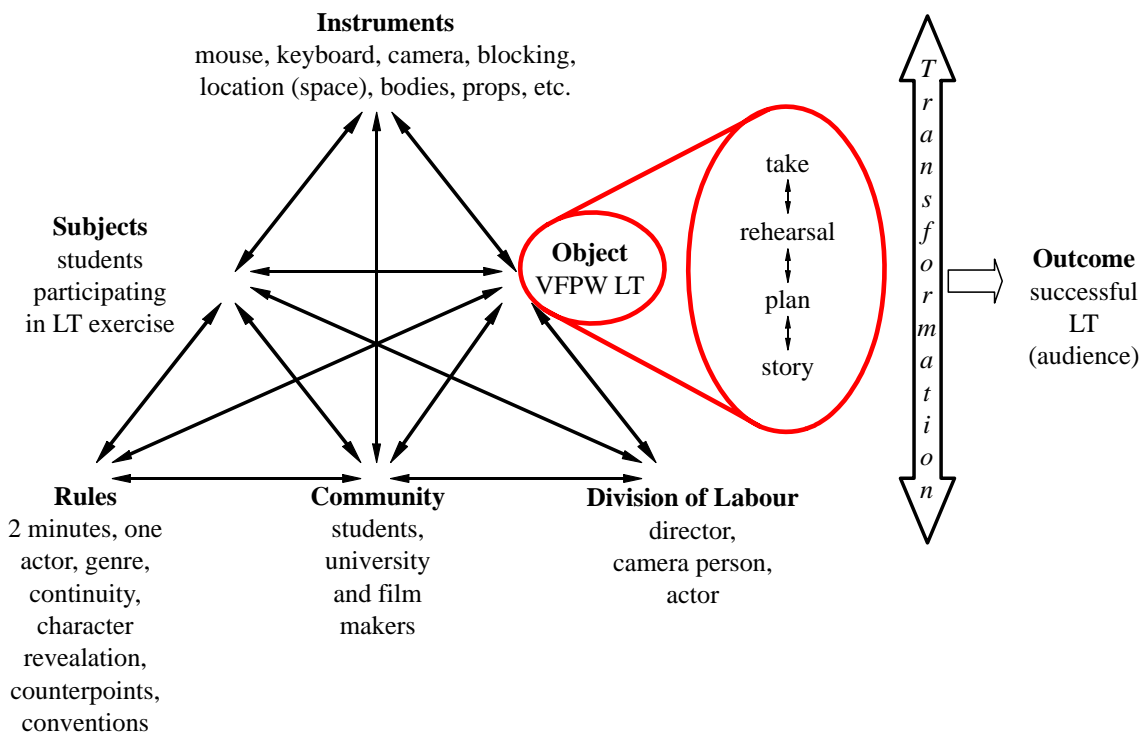 Instruments
mouse, keyboard, camera, blocking,
location (space), bodies, props, etc.
Subjects
students
participating
in LT exercise
Object
VFPW LT
take
rehearsal
plan
story
Transformation
Outcome
successful
LT
(audience)
Rules
2 minutes, one
actor, genre,
continuity,
character
revealation,
counterpoints,
conventions
Community
students,
university
and film
makers
Division of Labour
director,
camera person,
actor